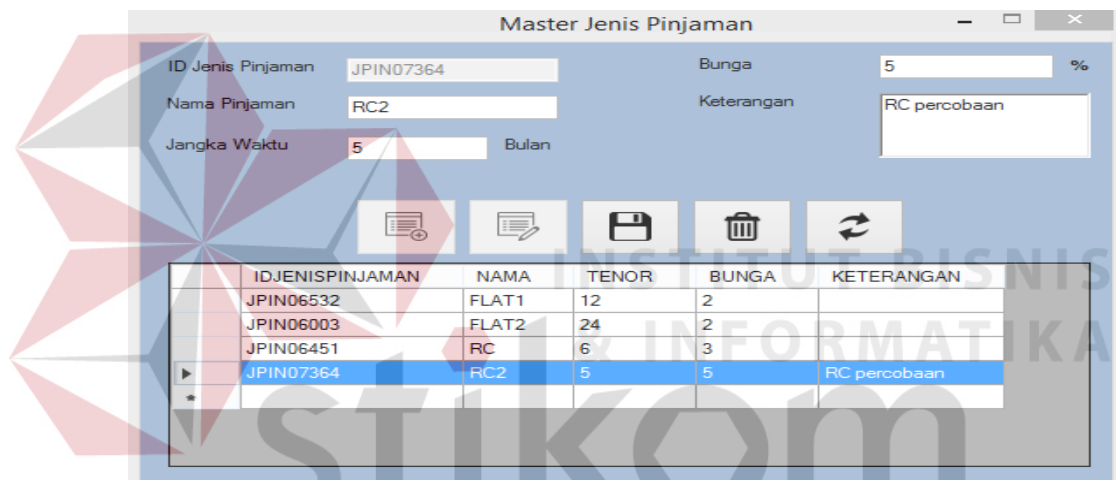 Master Jenis Pinjaman
ID Jenis Pinjaman JPIN07364 Bunga 5 %
Nama Pinjaman RC2 Keterangan RC percobaan
Jangka Waktu 5 Bulan
INSTITUT BISNIS
IDJENISPINJAMAN NAMA TENOR BUNGA KETERANGAN
JPIN06532 FLAT1 12 2
JPIN06003 FLAT2 24 2
& INFORMATIKA
JPIN06451 RC 6 3
JPIN07364 RC2 5 5 RC percobaan
stikom